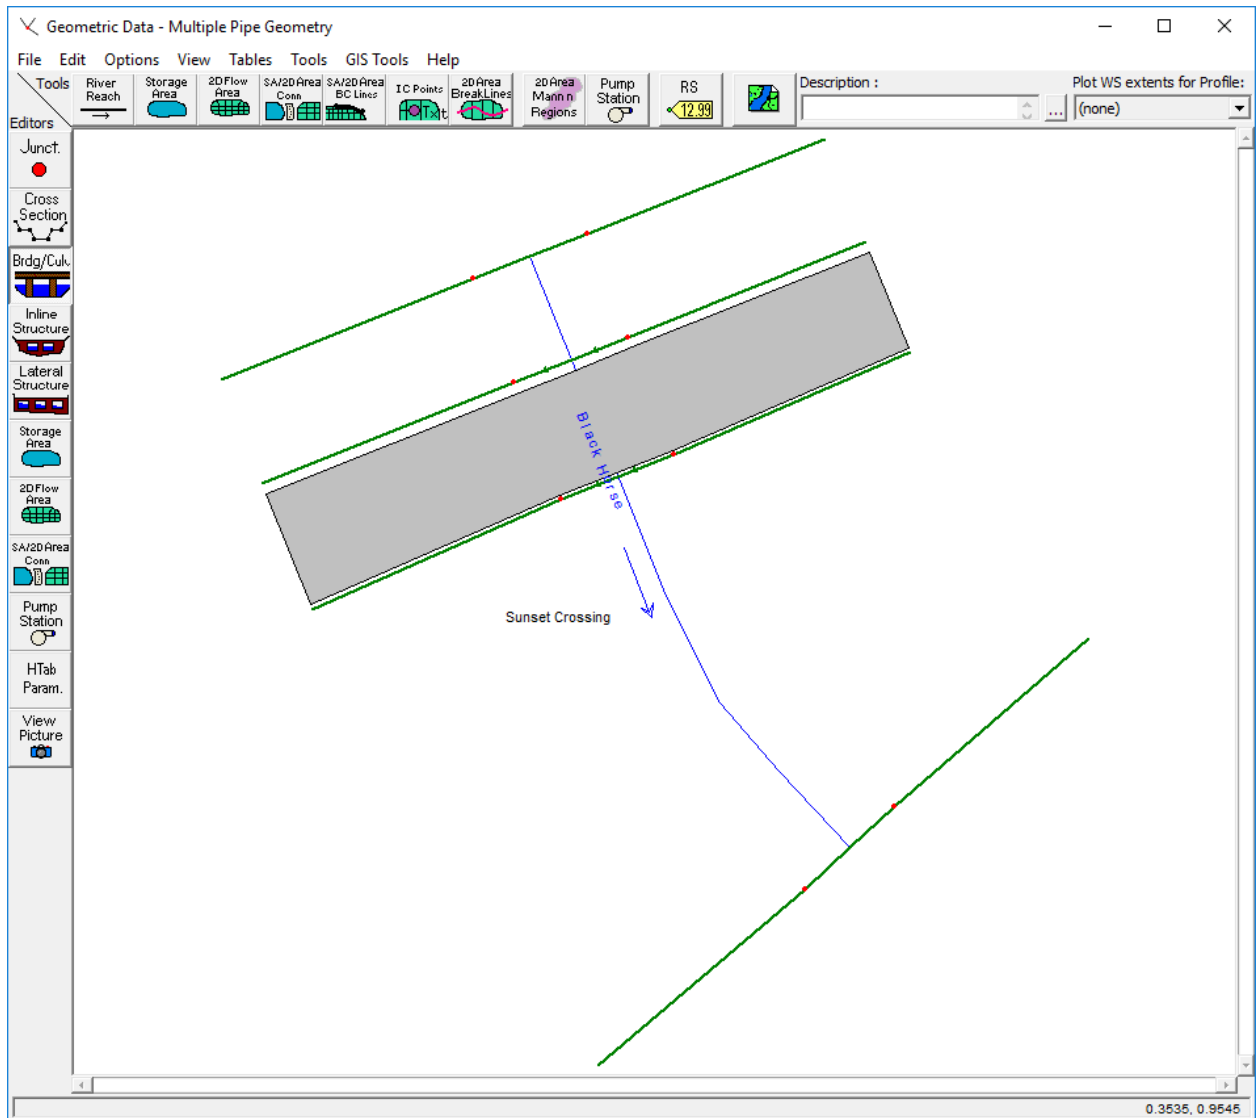 Geometric Data - Multiple Pipe Geometry
File Edit Options View Tables Tools GIS Tools Help
Tools
Editors
River
Reach
Storage
Area
2D Flow
Area
SA/2D Area
Conn
SA/2D Area
BC Lines
IC Points
2D Area
BreakLines
2D Area
Mann n
Regions
Pump
Station
RS
12.99
Description :
...
Plot WS extents for Profile:
(none)
Junct.
Cross
Section
Brdg/Culv
Inline
Structure
Lateral
Structure
Storage
Area
2D Flow
Area
SA/2D Area
Conn
Pump
Station
HTab
Param.
View
Picture
Black Horse
Sunset Crossing
0.3535, 0.9545